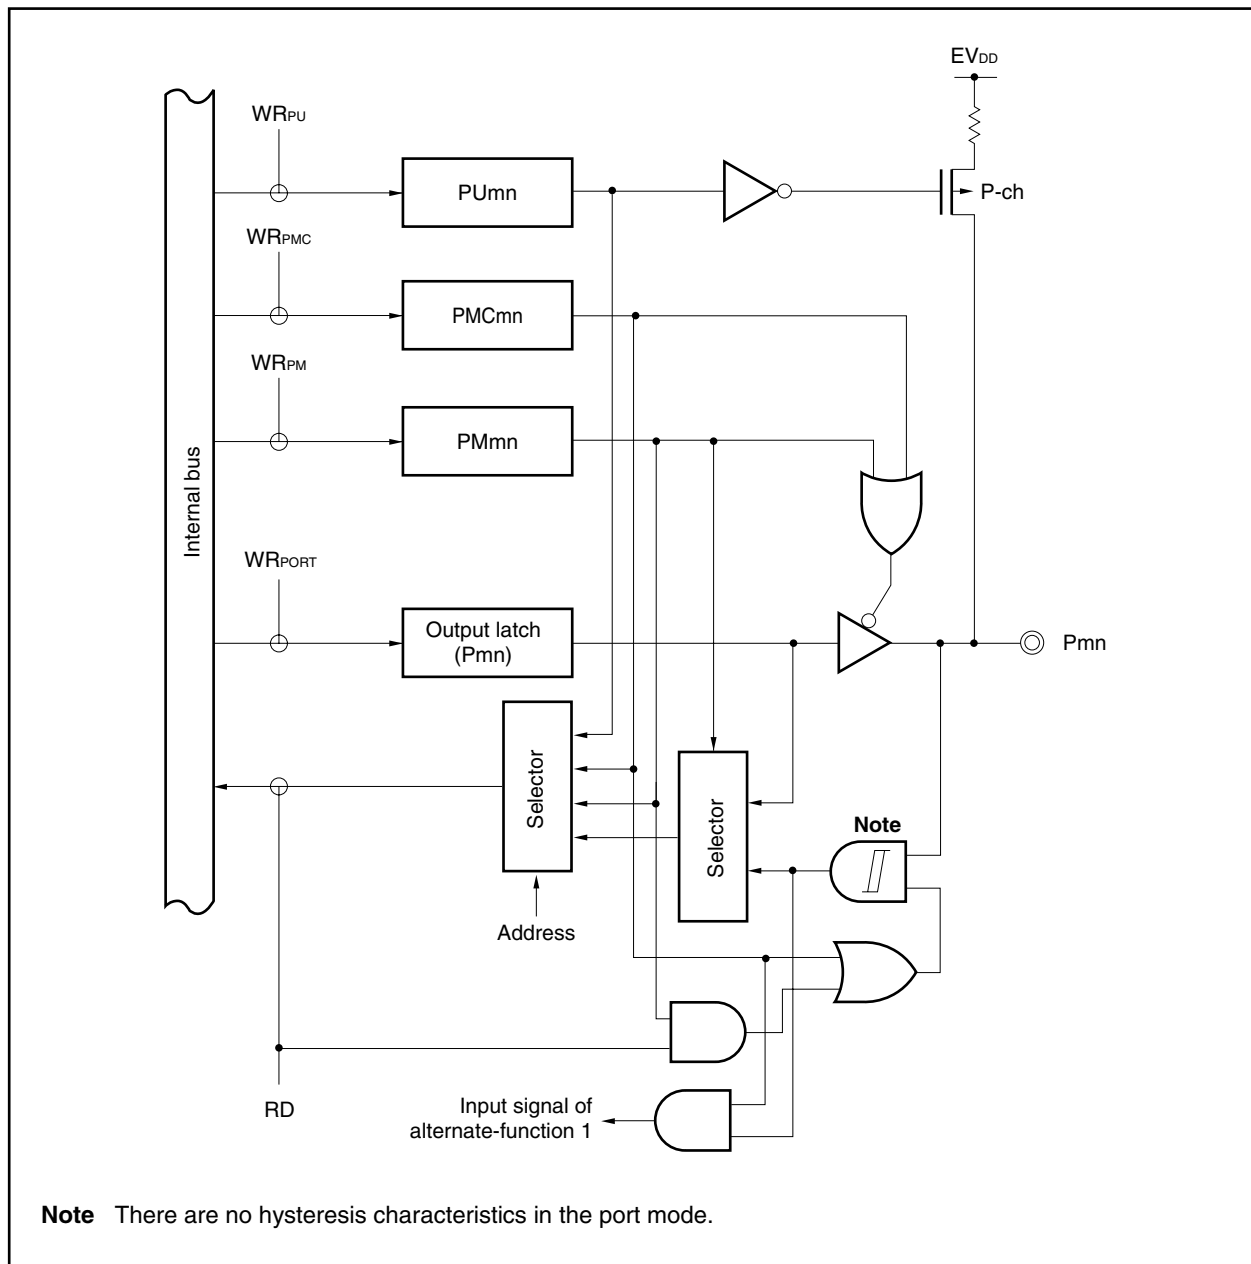 EVDD
WRPU
PUmn
P-ch
WRPMC
PMCmn
WRPM
PMmn
Internal bus
WRPORT
Output latch
(Pmn)
Pmn
Selector
Selector
Note
Address
RD
Input signal of
alternate-function 1
Note There are no hysteresis characteristics in the port mode.